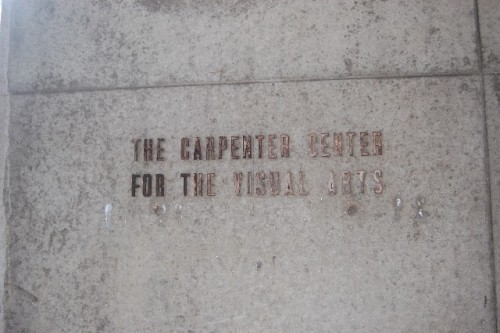 THE CARPENTER CENTER
FOR THE VISUAL ARTS